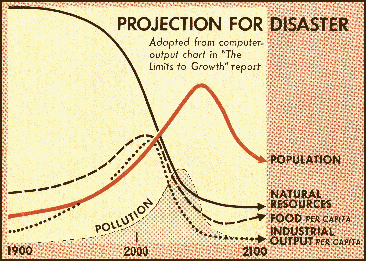 PROJECTION FOR DISASTER
Adapted from computer-
output chart in "The
Limits to Growth" report
POPULATION
NATURAL
RESOURCES
FOOD PER CAPITA
INDUSTRIAL
OUTPUT PER CAPITA
POLLUTION
1900
2000
2100